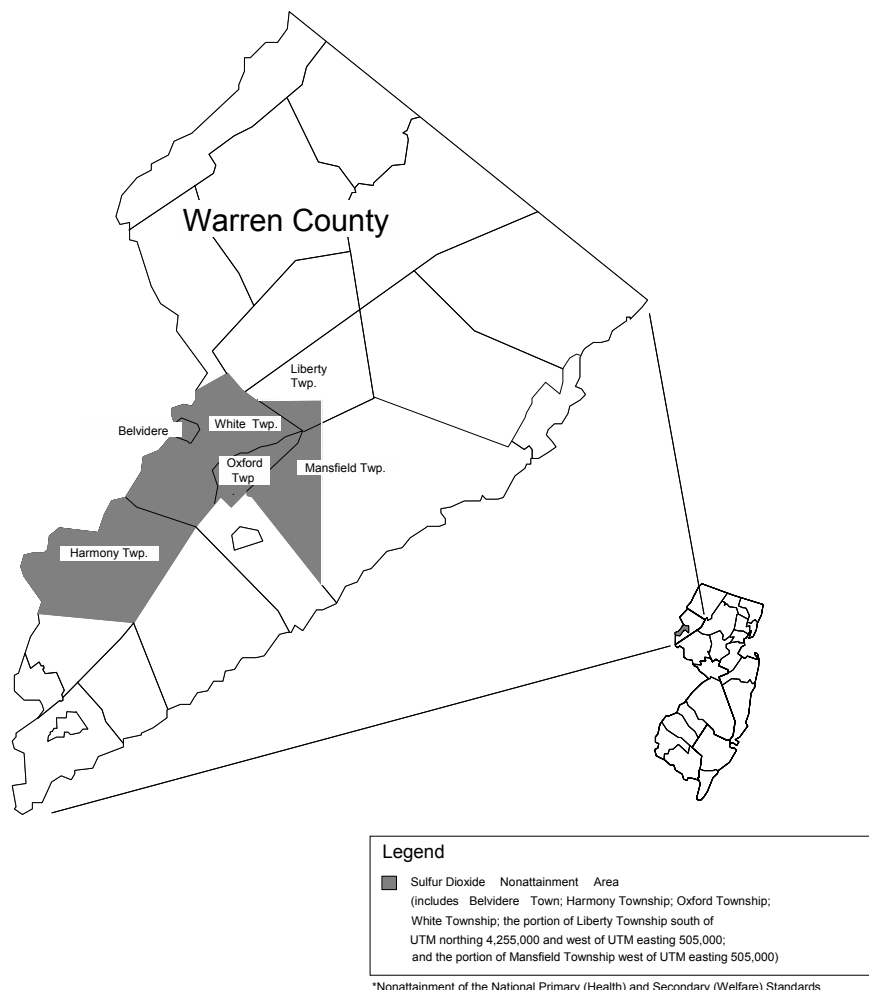 Warren County
Liberty
Twp.
Belvidere
White Twp.
Oxford
Twp
Mansfield Twp.
Harmony Twp.
Legend
Sulfur Dioxide Nonattainment Area
(includes Belvidere Town; Harmony Township; Oxford Township;
White Township; the portion of Liberty Township south of
UTM northing 4,255,000 and west of UTM easting 505,000;
and the portion of Mansfield Township west of UTM easting 505,000)
*Nonattainment of the National Primary (Health) and Secondary (Welfare) Standards